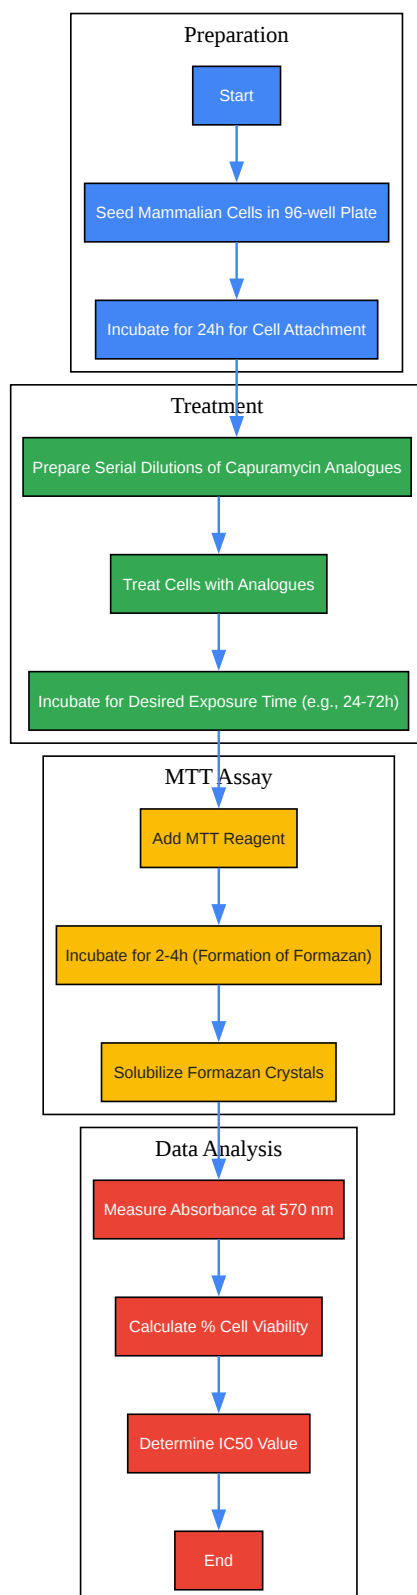 Preparation
Start
Seed Mammalian Cells in 96-well Plate
Incubate for 24h for Cell Attachment
Treatment
Prepare Serial Dilutions of Capuramycin Analogues
Treat Cells with Analogues
Incubate for Desired Exposure Time (e.g., 24-72h)
MTT Assay
Add MTT Reagent
Incubate for 2-4h (Formation of Formazan)
Solubilize Formazan Crystals
Data Analysis
Measure Absorbance at 570 nm
Calculate % Cell Viability
Determine IC50 Value
End